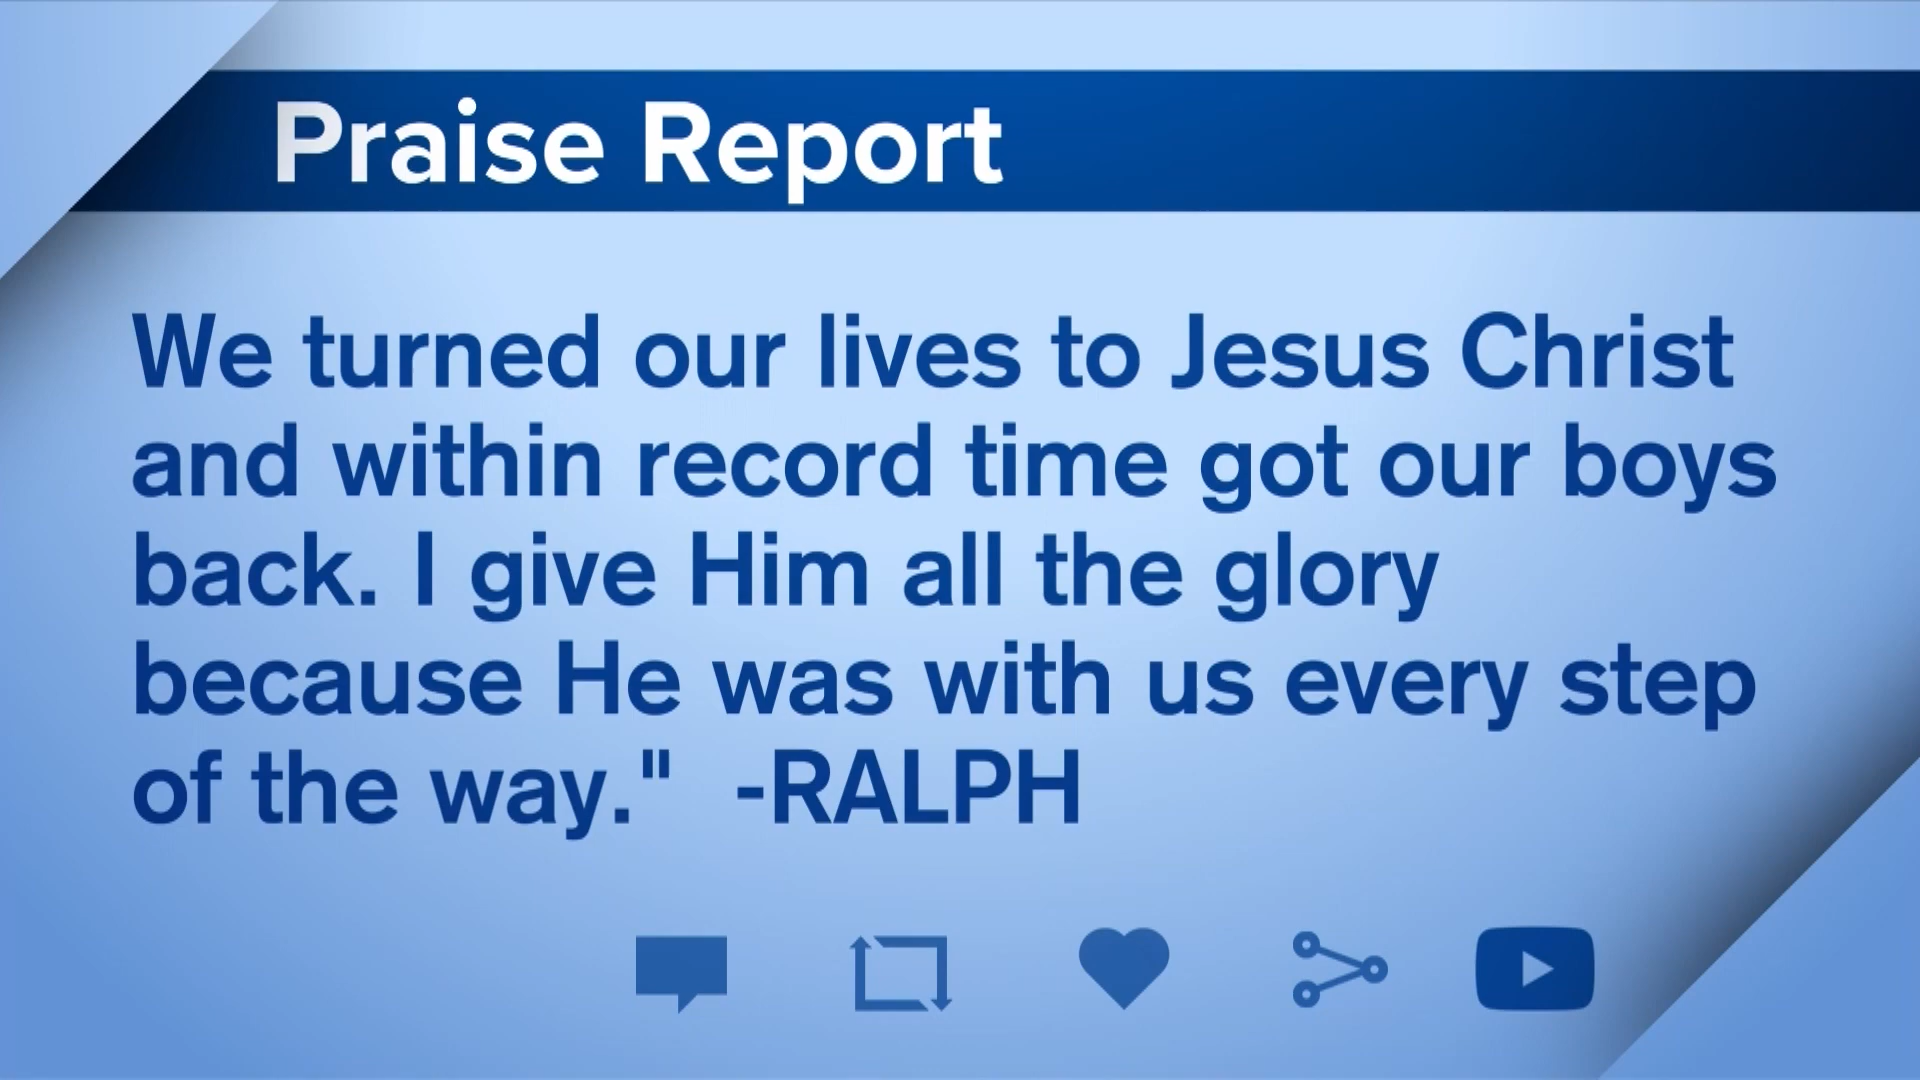 Praise Report
We turned our lives to Jesus Christ
and within record time got our boys
back. I give Him all the glory
because He was with us every step
of the way."  -RALPH